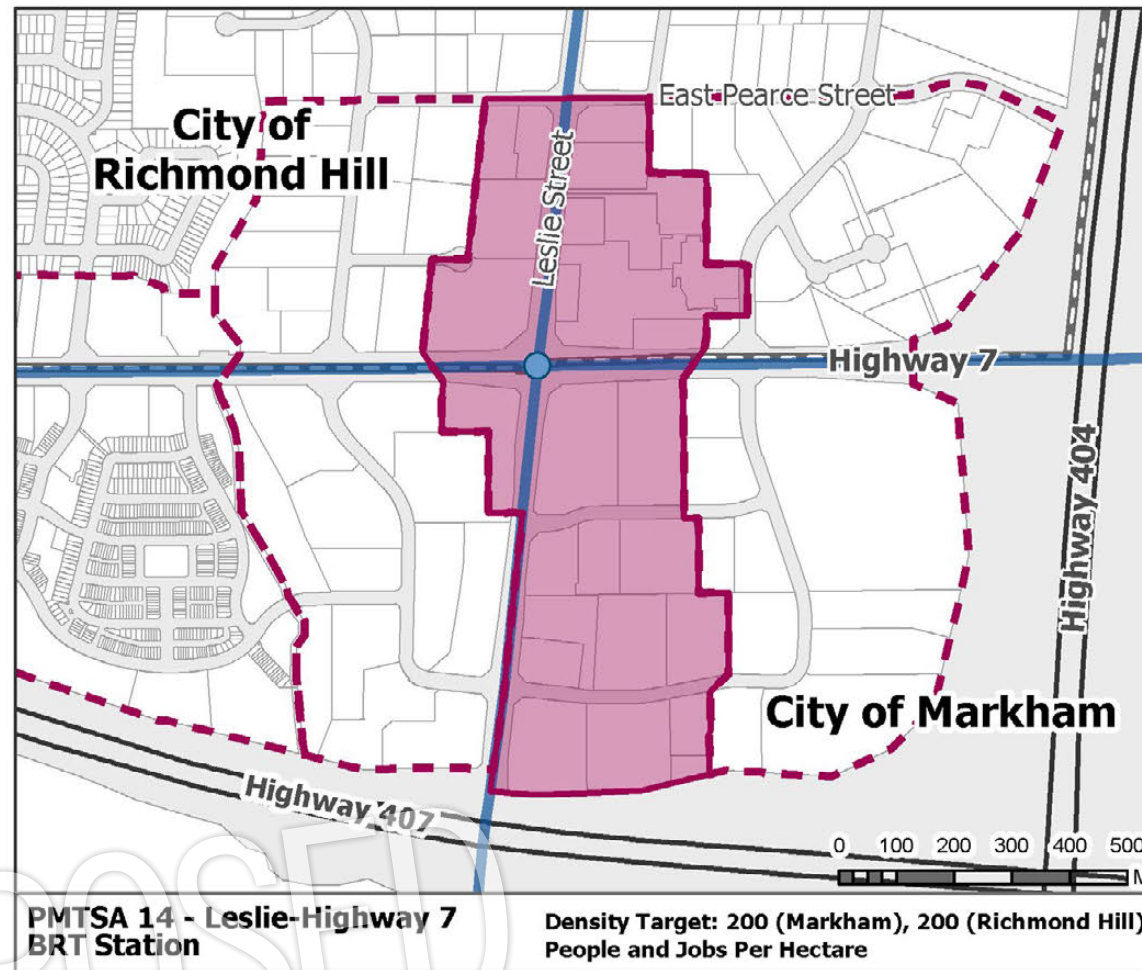 East Pearce Street
City of
Richmond Hill
Leslie Street
Highway 7
Highway 404
City of Markham
Highway 407
0 100 200 300 400 500
M
PMTSA 14 - Leslie-Highway 7
BRT Station
Density Target: 200 (Markham), 200 (Richmond Hill)
People and Jobs Per Hectare